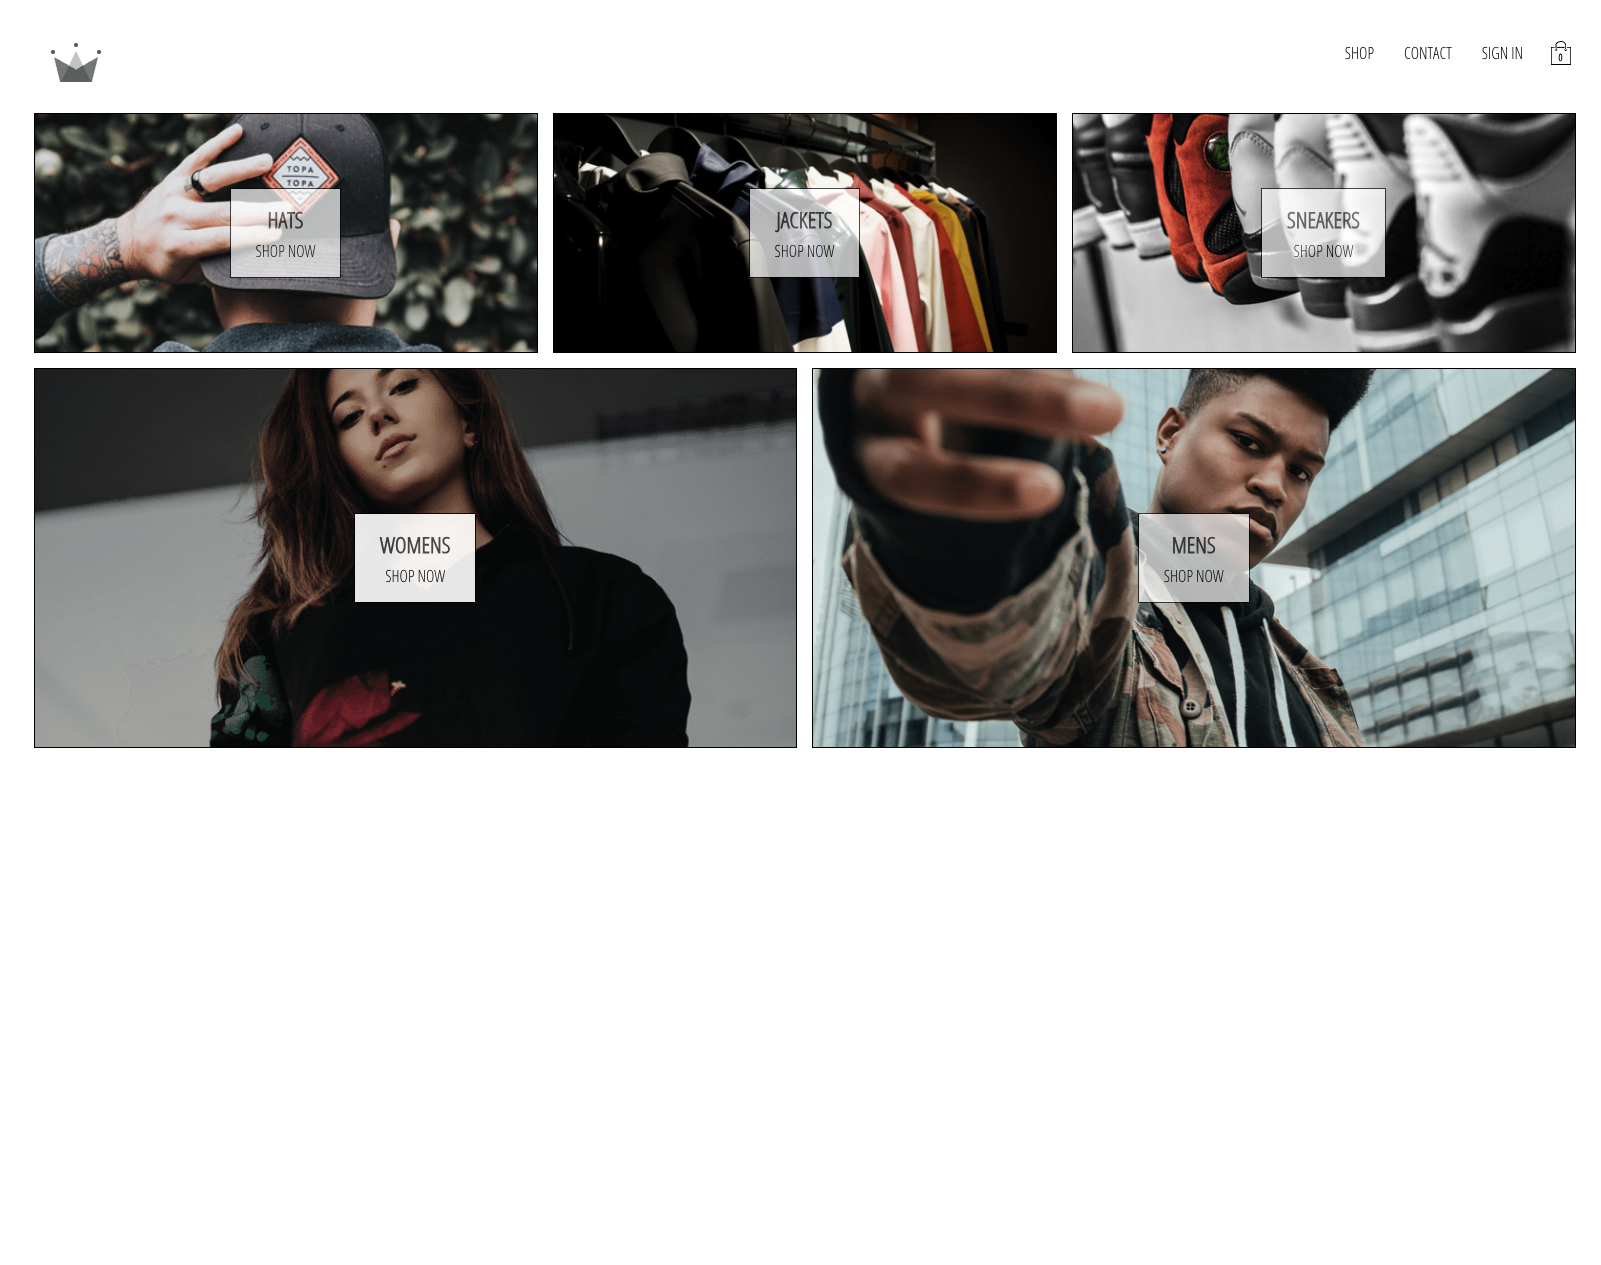 SHOP
CONTACT
SIGN IN
0
TOPA
TOPA
HATS
SHOP NOW
JACKETS
SHOP NOW
SNEAKERS
SHOP NOW
WOMENS
SHOP NOW
MENS
SHOP NOW